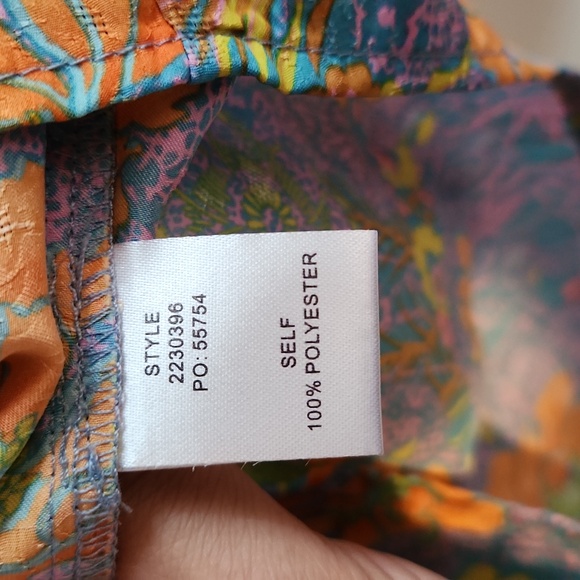 STYLE
2230396
PO: 55754
SELF
100% POLYESTER